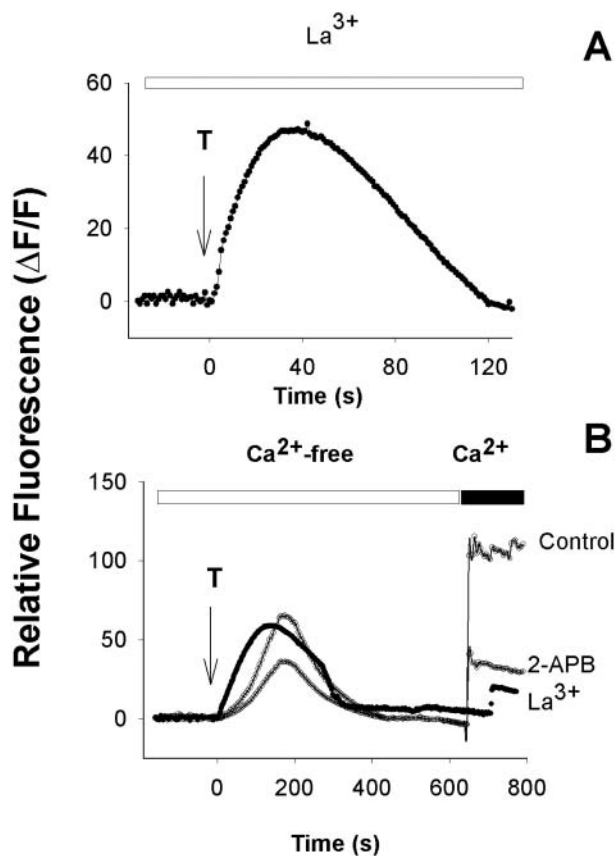 La3+
A
60
40
20
0
T
0 40 80 120
Time (s)
Relative Fluorescence (ΔF/F)
B
Ca2+-free Ca2+
150
100
50
0
T
Control
2-APB
La3+
0 200 400 600 800
Time (s)